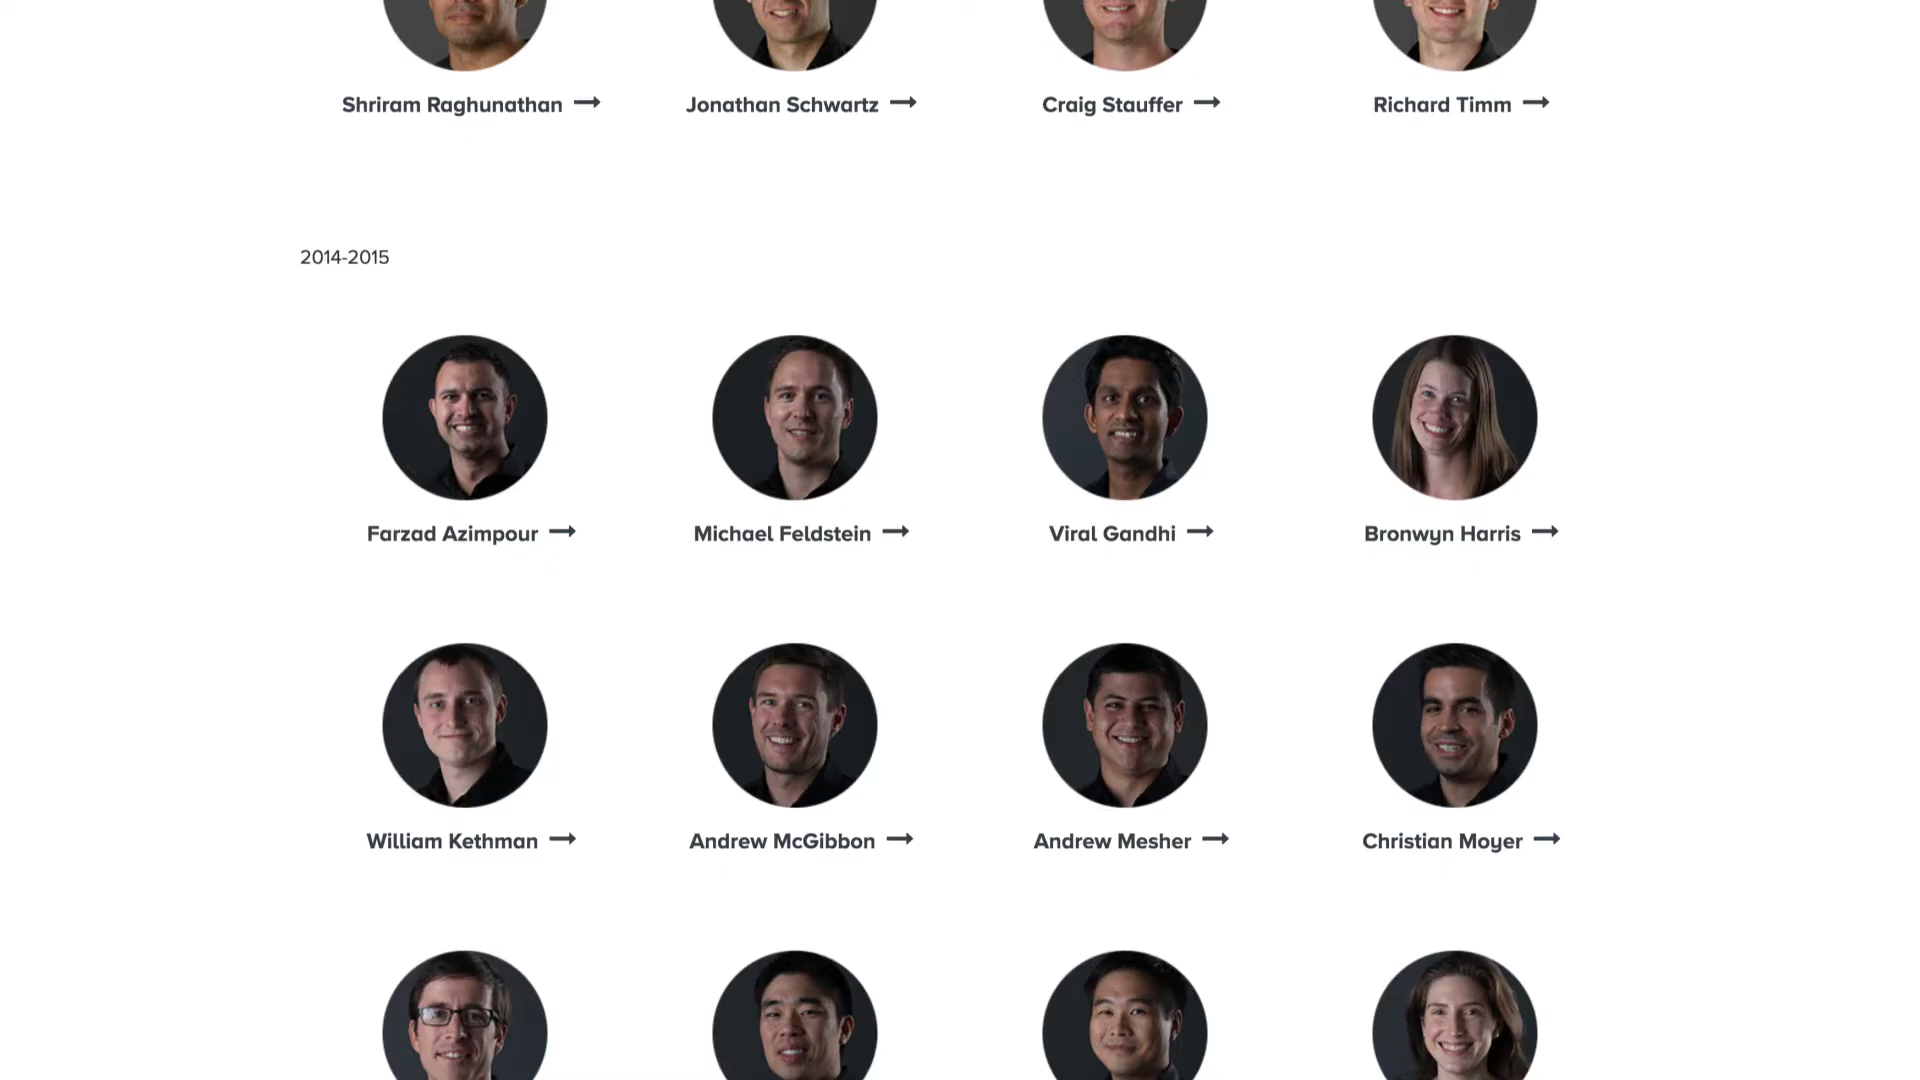 Shriram Raghunathan → Jonathan Schwartz → Craig Stauffer → Richard Timm →
2014-2015
Farzad Azimpour → Michael Feldstein → Viral Gandhi → Bronwyn Harris →
William Kethman → Andrew McGibbon → Andrew Mesher → Christian Moyer →